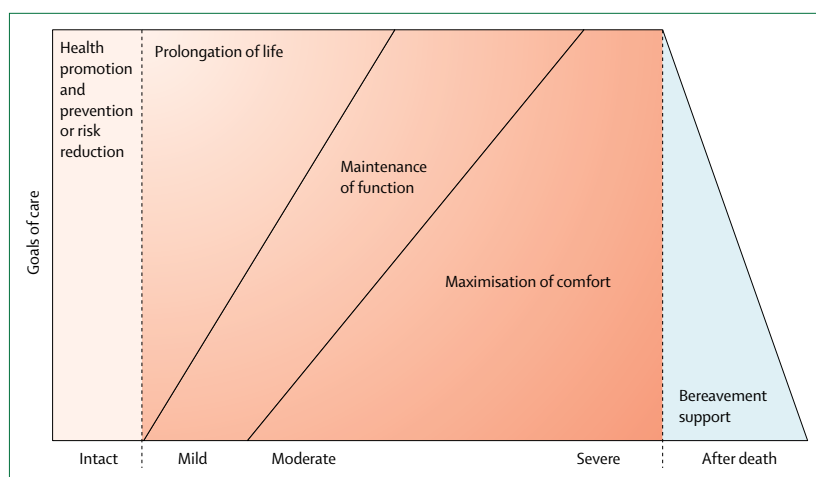 Health
promotion
and
prevention
or risk
reduction
Prolongation of life
Maintenance
of function
Maximisation of comfort
Bereavement
support
Goals of care
Intact
Mild
Moderate
Severe
After death